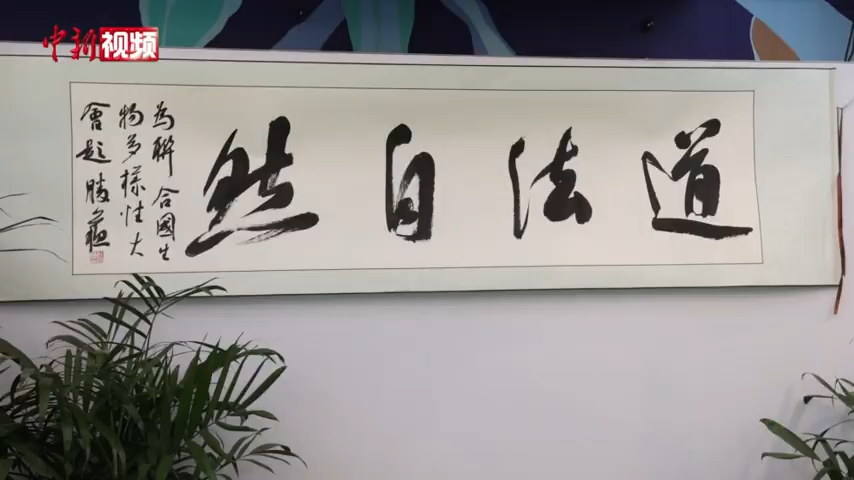 中新视频
道法自然
為聯合國生
物多樣性大
會題